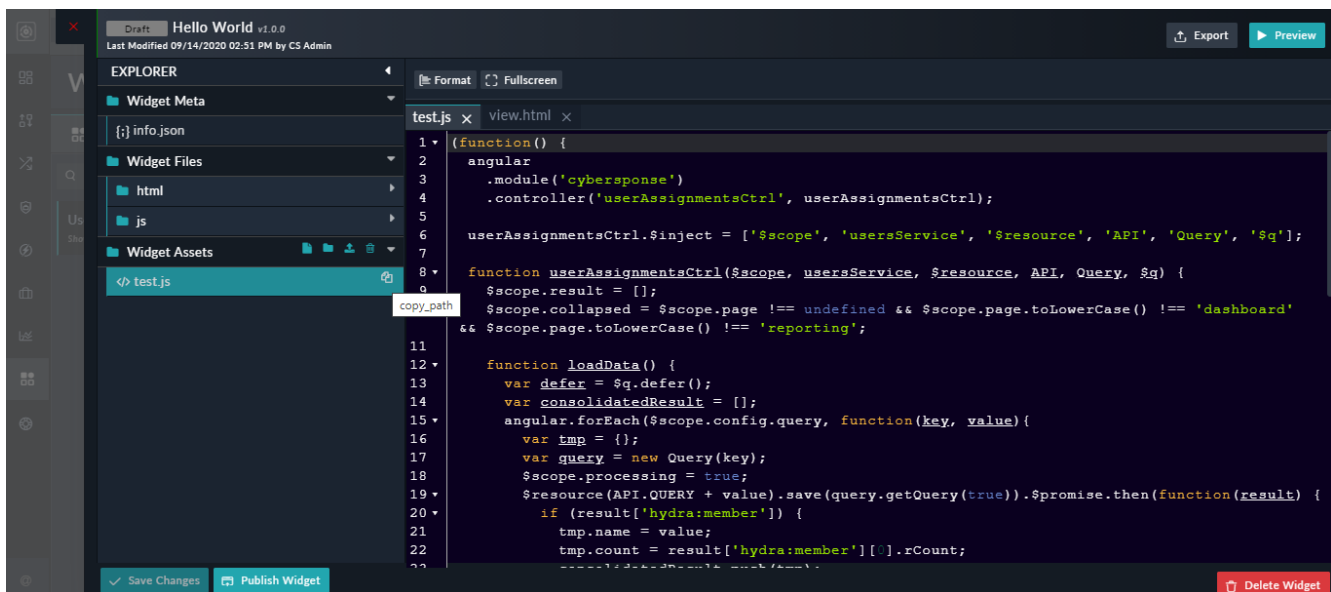 Draft Hello World v1.0.0
Last Modified 09/14/2020 02:51 PM by CS Admin
Export
Preview
EXPLORER
Widget Meta
{;} info.json
Widget Files
html
js
Widget Assets
</> test.js
copy_path
Format
Fullscreen
test.js x
view.html x
1 (function() {
2 angular
3 .module('cybersponse')
4 .controller('userAssignmentsCtrl', userAssignmentsCtrl);
5
6 userAssignmentsCtrl.$inject = ['$scope', 'usersService', '$resource', 'API', 'Query', '$q'];
7
8 function userAssignmentsCtrl($scope, usersService, $resource, API, Query, $q) {
9 $scope.result = [];
$scope.collapsed = $scope.page !== undefined && $scope.page.toLowerCase() !== 'dashboard'
&& $scope.page.toLowerCase() !== 'reporting';
11
12 function loadData() {
13 var defer = $q.defer();
14 var consolidatedResult = [];
15 angular.forEach($scope.config.query, function(key, value){
16 var tmp = {};
17 var query = new Query(key);
18 $scope.processing = true;
19 $resource(API.QUERY + value).save(query.getQuery(true)).$promise.then(function(result) {
20 if (result['hydra:member']) {
21 tmp.name = value;
22 tmp.count = result['hydra:member'][0].rCount;
Save Changes
Publish Widget
Delete Widget